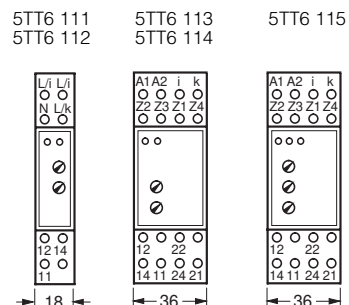 5TT6 111 5TT6 113 5TT6 115
5TT6 112 5TT6 114
L/i L/i A1 A2 i k A1 A2 i k
N L/k Z2 Z3 Z1 Z4 Z2 Z3 Z1 Z4
12 14 12 22 12 22
11 14 11 24 21 14 11 24 21
18 36 36